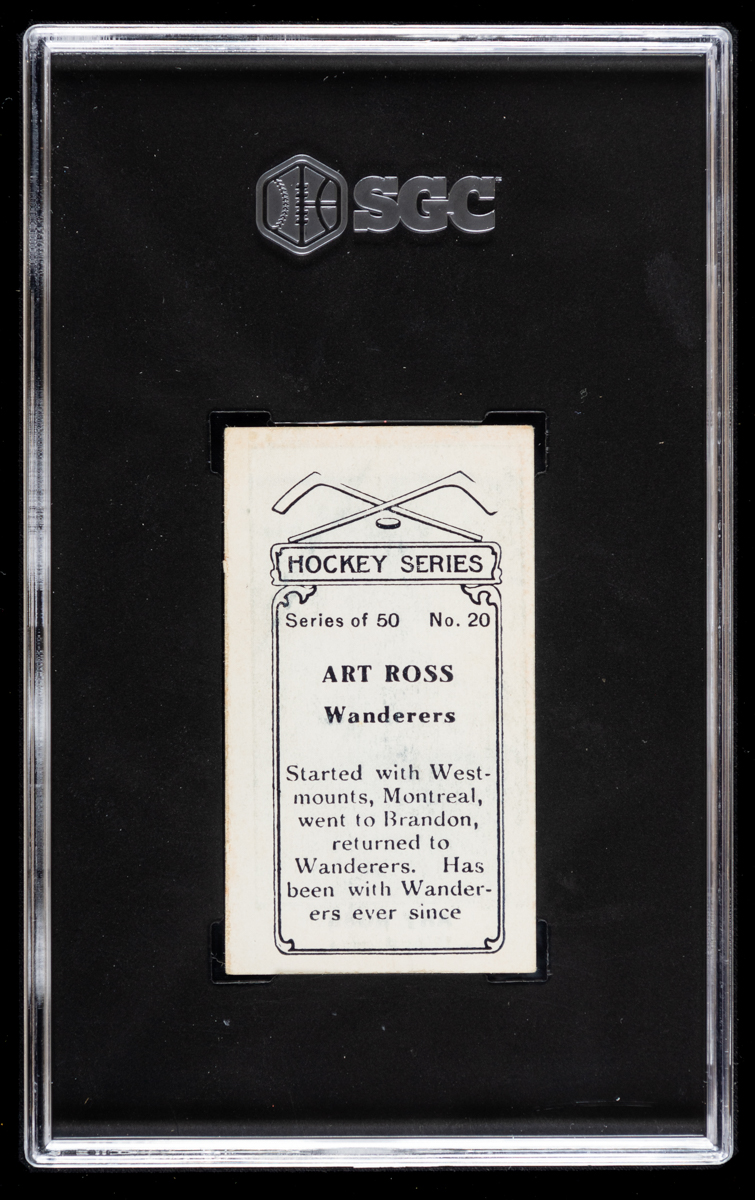 SGC
HOCKEY SERIES
Series of 50 No. 20
ART ROSS
Wanderers
Started with West-
mounts, Montreal,
went to Brandon,
returned to
Wanderers. Has
been with Wander-
ers ever since